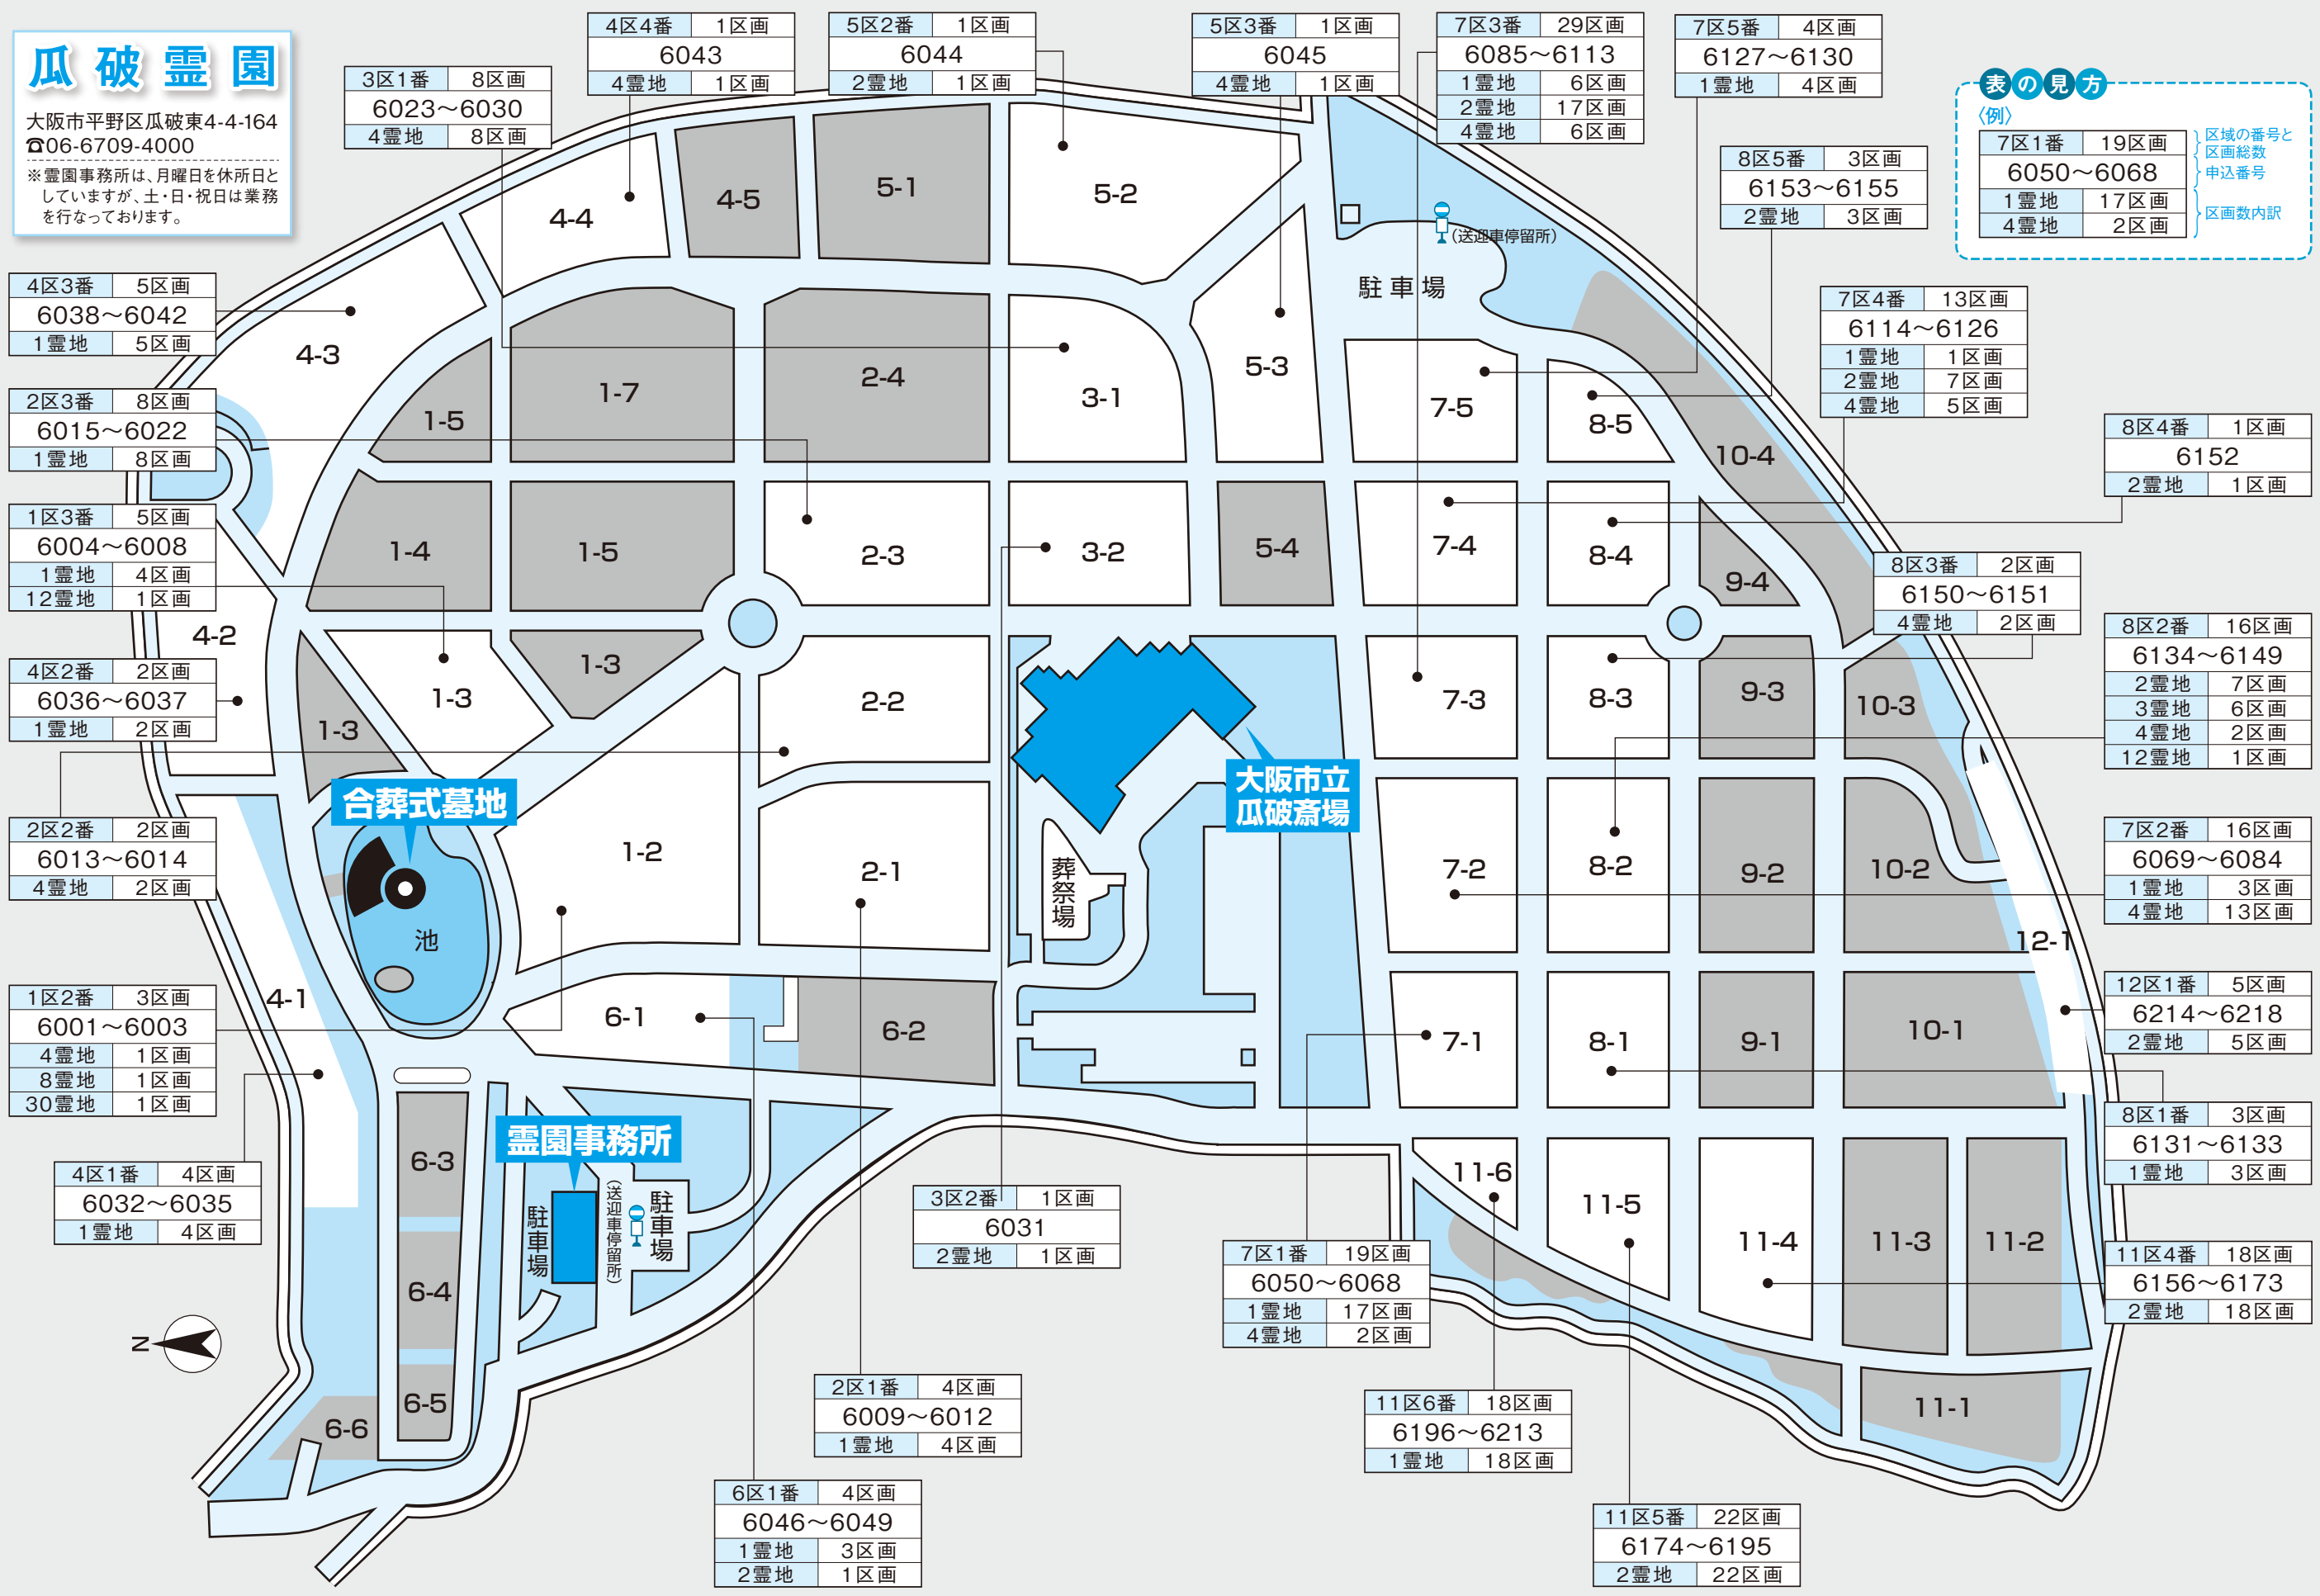 瓜破霊園
大阪市平野区瓜破東4-4-164
☎06-6709-4000
※霊園事務所は、月曜日を休所日と
していますが、土・日・祝日は業務
を行なっております。
3区1番 8区画
6023〜6030
4霊地 8区画
4区4番 1区画
6043
4霊地 1区画
5区2番 1区画
6044
2霊地 1区画
5区3番 1区画
6045
4霊地 1区画
7区3番 29区画
6085〜6113
1霊地 6区画
2霊地 17区画
4霊地 6区画
7区5番 4区画
6127〜6130
1霊地 4区画
8区5番 3区画
6153〜6155
2霊地 3区画
表の見方
〈例〉
7区1番 19区画
6050〜6068
1霊地 17区画
4霊地 2区画
区域の番号と
区画総数
申込番号
区画数内訳
4区3番 5区画
6038〜6042
1霊地 5区画
2区3番 8区画
6015〜6022
1霊地 8区画
1区3番 5区画
6004〜6008
1霊地 4区画
12霊地 1区画
4区2番 2区画
6036〜6037
1霊地 2区画
2区2番 2区画
6013〜6014
4霊地 2区画
1区2番 3区画
6001〜6003
4霊地 1区画
8霊地 1区画
30霊地 1区画
4区1番 4区画
6032〜6035
1霊地 4区画
7区4番 13区画
6114〜6126
1霊地 1区画
2霊地 7区画
4霊地 5区画
8区4番 1区画
6152
2霊地 1区画
8区3番 2区画
6150〜6151
4霊地 2区画
8区2番 16区画
6134〜6149
2霊地 7区画
3霊地 6区画
4霊地 2区画
12霊地 1区画
7区2番 16区画
6069〜6084
1霊地 3区画
4霊地 13区画
12区1番 5区画
6214〜6218
2霊地 5区画
8区1番 3区画
6131〜6133
1霊地 3区画
11区4番 18区画
6156〜6173
2霊地 18区画
3区2番 1区画
6031
2霊地 1区画
7区1番 19区画
6050〜6068
1霊地 17区画
4霊地 2区画
2区1番 4区画
6009〜6012
1霊地 4区画
11区6番 18区画
6196〜6213
1霊地 18区画
6区1番 4区画
6046〜6049
1霊地 3区画
2霊地 1区画
11区5番 22区画
6174〜6195
2霊地 22区画
4-4
4-5
5-1
5-2
(送迎車停留所)
駐車場
4-3
1-5
1-7
2-4
3-1
5-3
7-5
8-5
10-4
1-4
1-5
2-3
3-2
5-4
7-4
8-4
9-4
4-2
1-3
1-3
1-3
2-2
7-3
8-3
9-3
10-3
合葬式墓地
大阪市立
瓜破斎場
1-2
2-1
葬祭場
7-2
8-2
9-2
10-2
池
12-1
4-1
6-1
6-2
7-1
8-1
9-1
10-1
霊園事務所
6-3
駐車場
(送迎車停留所)
駐車場
11-6
11-5
11-4
11-3
11-2
6-4
N
6-5
6-6
11-1